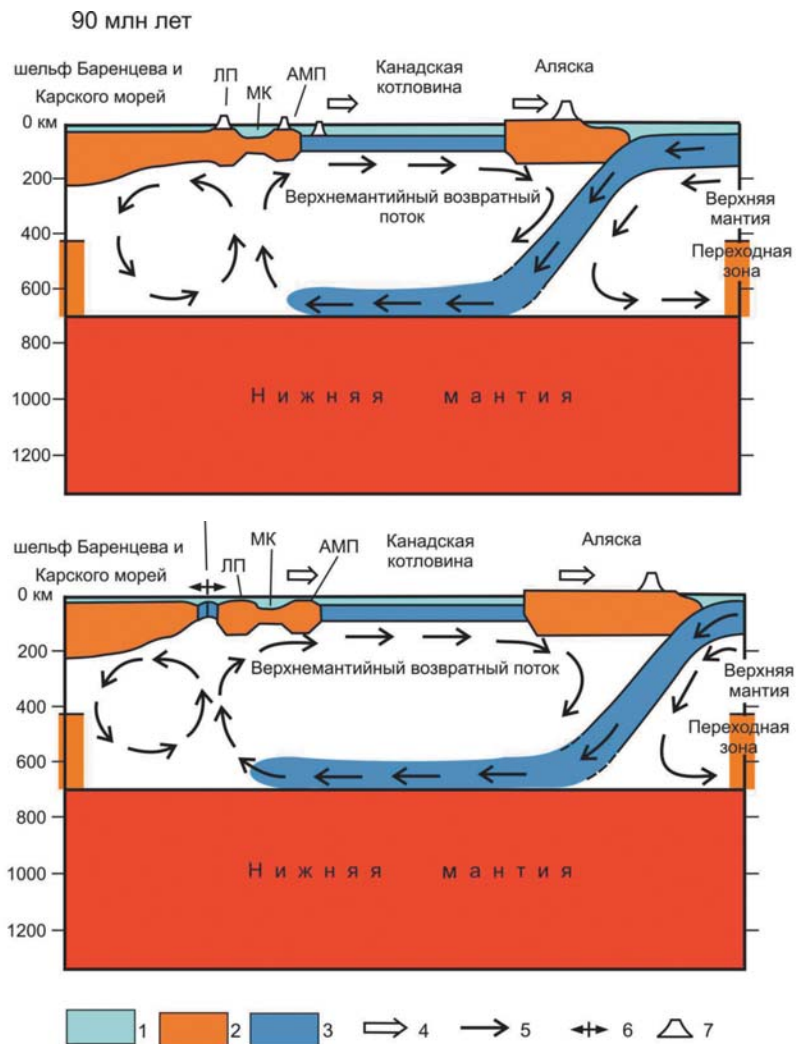 90 млн лет
шельф Баренцева и
Карского морей
ЛП
МК
АМП
Канадская
котловина
Аляска
0 км
200
400
600
800
1000
1200
Верхнемантийный возвратный
поток
Верхняя
мантия
Переходная
зона
Нижняя мантия
шельф Баренцева и
Карского морей
ЛП
МК
АМП
Канадская
котловина
Аляска
0 км
200
400
600
800
1000
1200
Верхнемантийный возвратный поток
Верхняя
мантия
Переходная
зона
Нижняя мантия
1 2 3 4 5 6 7